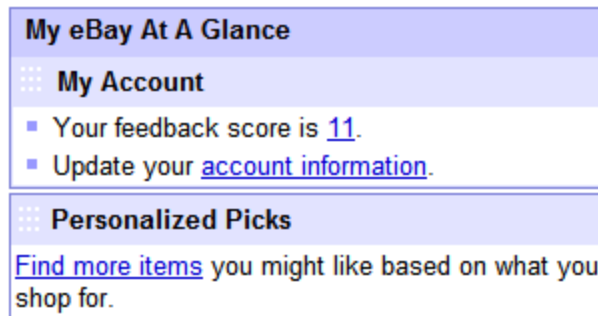 My eBay At A Glance
My Account
Your feedback score is 11.
Update your account information.
Personalized Picks
Find more items you might like based on what you
shop for.